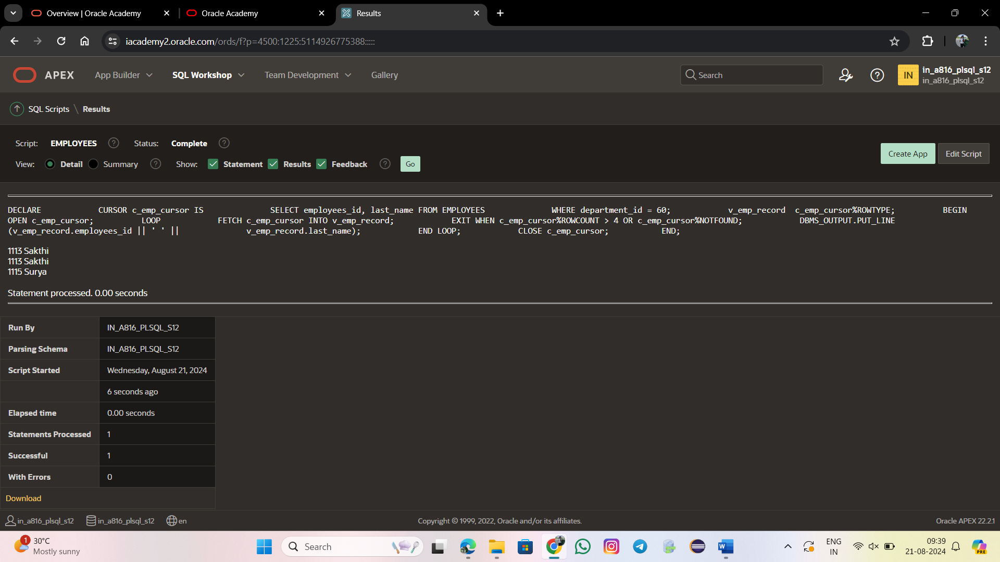 Overview | Oracle Academy
Oracle Academy
Results
iacademy2.oracle.com/ords/f?p=4500:1225:5114926775388:::::
APEX
App Builder
SQL Workshop
Team Development
Gallery
Search
IN
in_a816_plsql_s12
in_a816_plsql_s12
SQL Scripts \ Results
Script: EMPLOYEES ? Status: Complete ?
Create App
Edit Script
View: Detail Summary ? Show: Statement Results Feedback ? Go
DECLARE CURSOR c_emp_cursor IS SELECT employees_id, last_name FROM EMPLOYEES WHERE department_id = 60; v_emp_record c_emp_cursor%ROWTYPE; BEGIN
OPEN c_emp_cursor; LOOP FETCH c_emp_cursor INTO v_emp_record; EXIT WHEN c_emp_cursor%ROWCOUNT > 4 OR c_emp_cursor%NOTFOUND; DBMS_OUTPUT.PUT_LINE
(v_emp_record.employees_id || ' ' || v_emp_record.last_name); END LOOP; CLOSE c_emp_cursor; END;
1113 Sakthi
1113 Sakthi
1115 Surya
Statement processed. 0.00 seconds
Run By IN_A816_PLSQL_S12
Parsing Schema IN_A816_PLSQL_S12
Script Started Wednesday, August 21, 2024
6 seconds ago
Elapsed time 0.00 seconds
Statements Processed 1
Successful 1
With Errors 0
Download
in_a816_plsql_s12 in_a816_plsql_s12 en
Copyright © 1999, 2022, Oracle and/or its affiliates.
Oracle APEX 22.2.1
1
30°C
Mostly sunny
Search
W
ENG
IN
09:39
21-08-2024
PRE